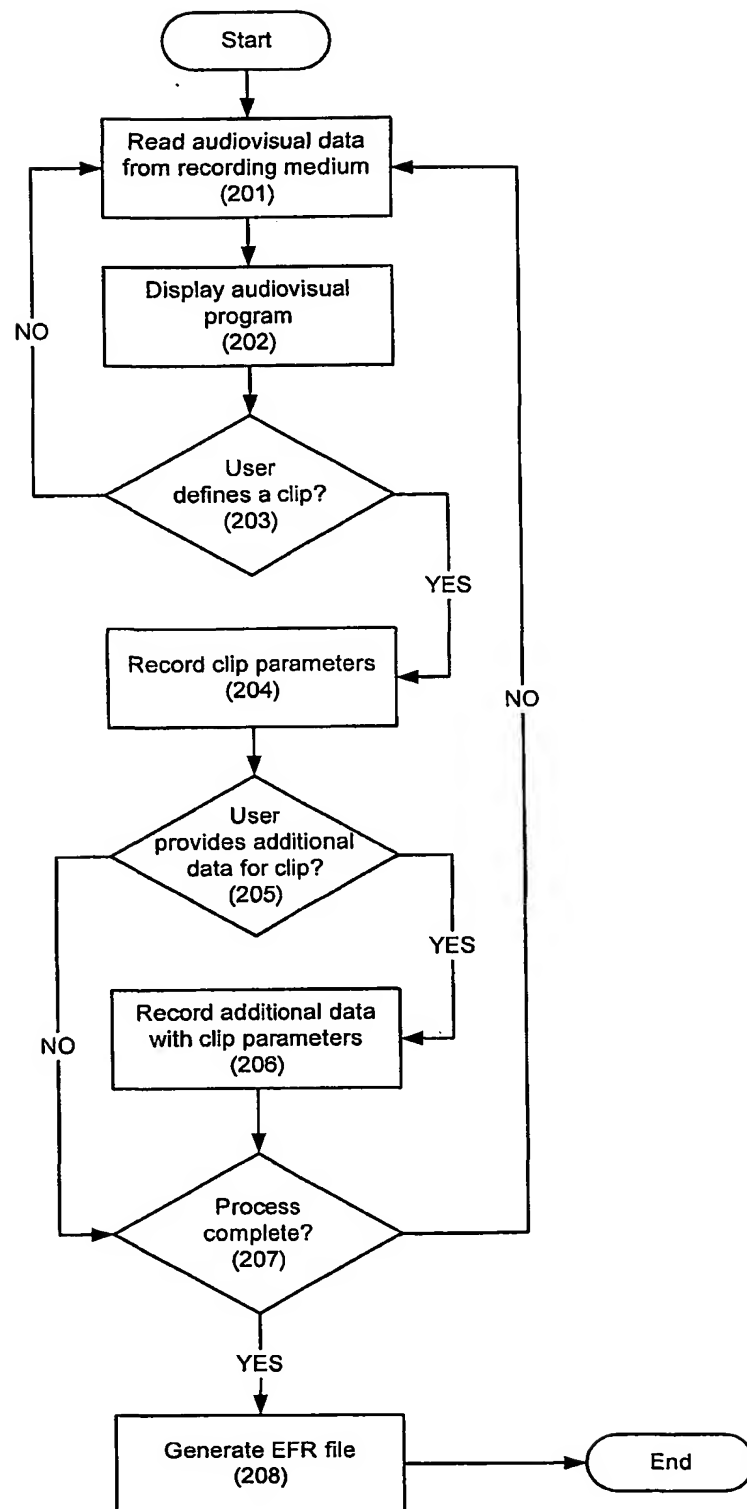 Start
Read audiovisual data
from recording medium
(201)
Display audiovisual
program
(202)
NO
User
defines a clip?
(203)
YES
Record clip parameters
(204)
NO
User
provides additional
data for clip?
(205)
YES
Record additional data
with clip parameters
(206)
NO
Process
complete?
(207)
YES
Generate EFR file
(208)
End